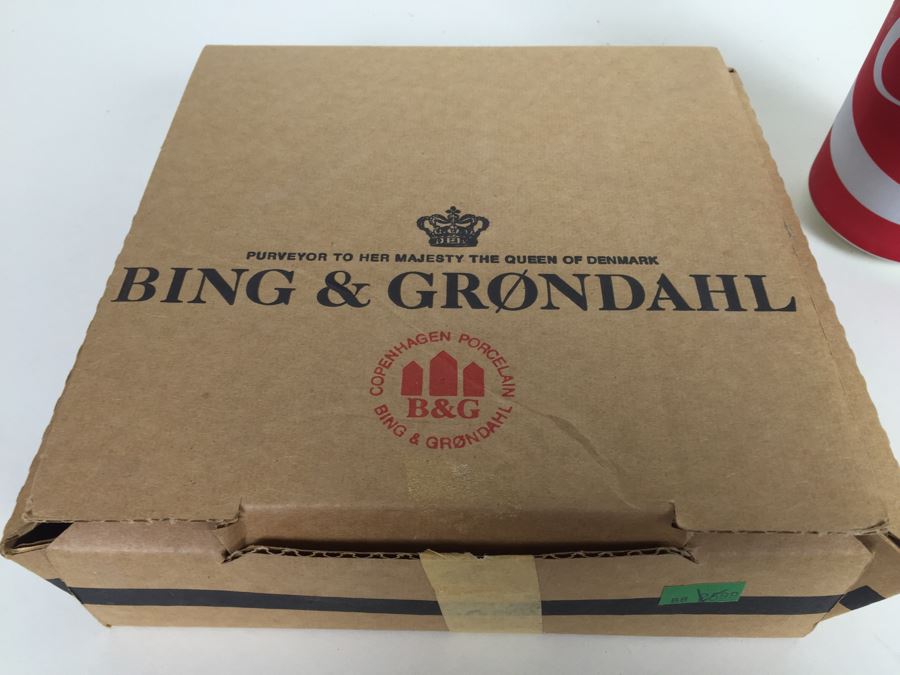 PURVEYOR TO HER MAJESTY THE QUEEN OF DENMARK
BING & GRØNDAHL
COPENHAGEN PORCELAIN
B&G
BING & GRØNDAHL